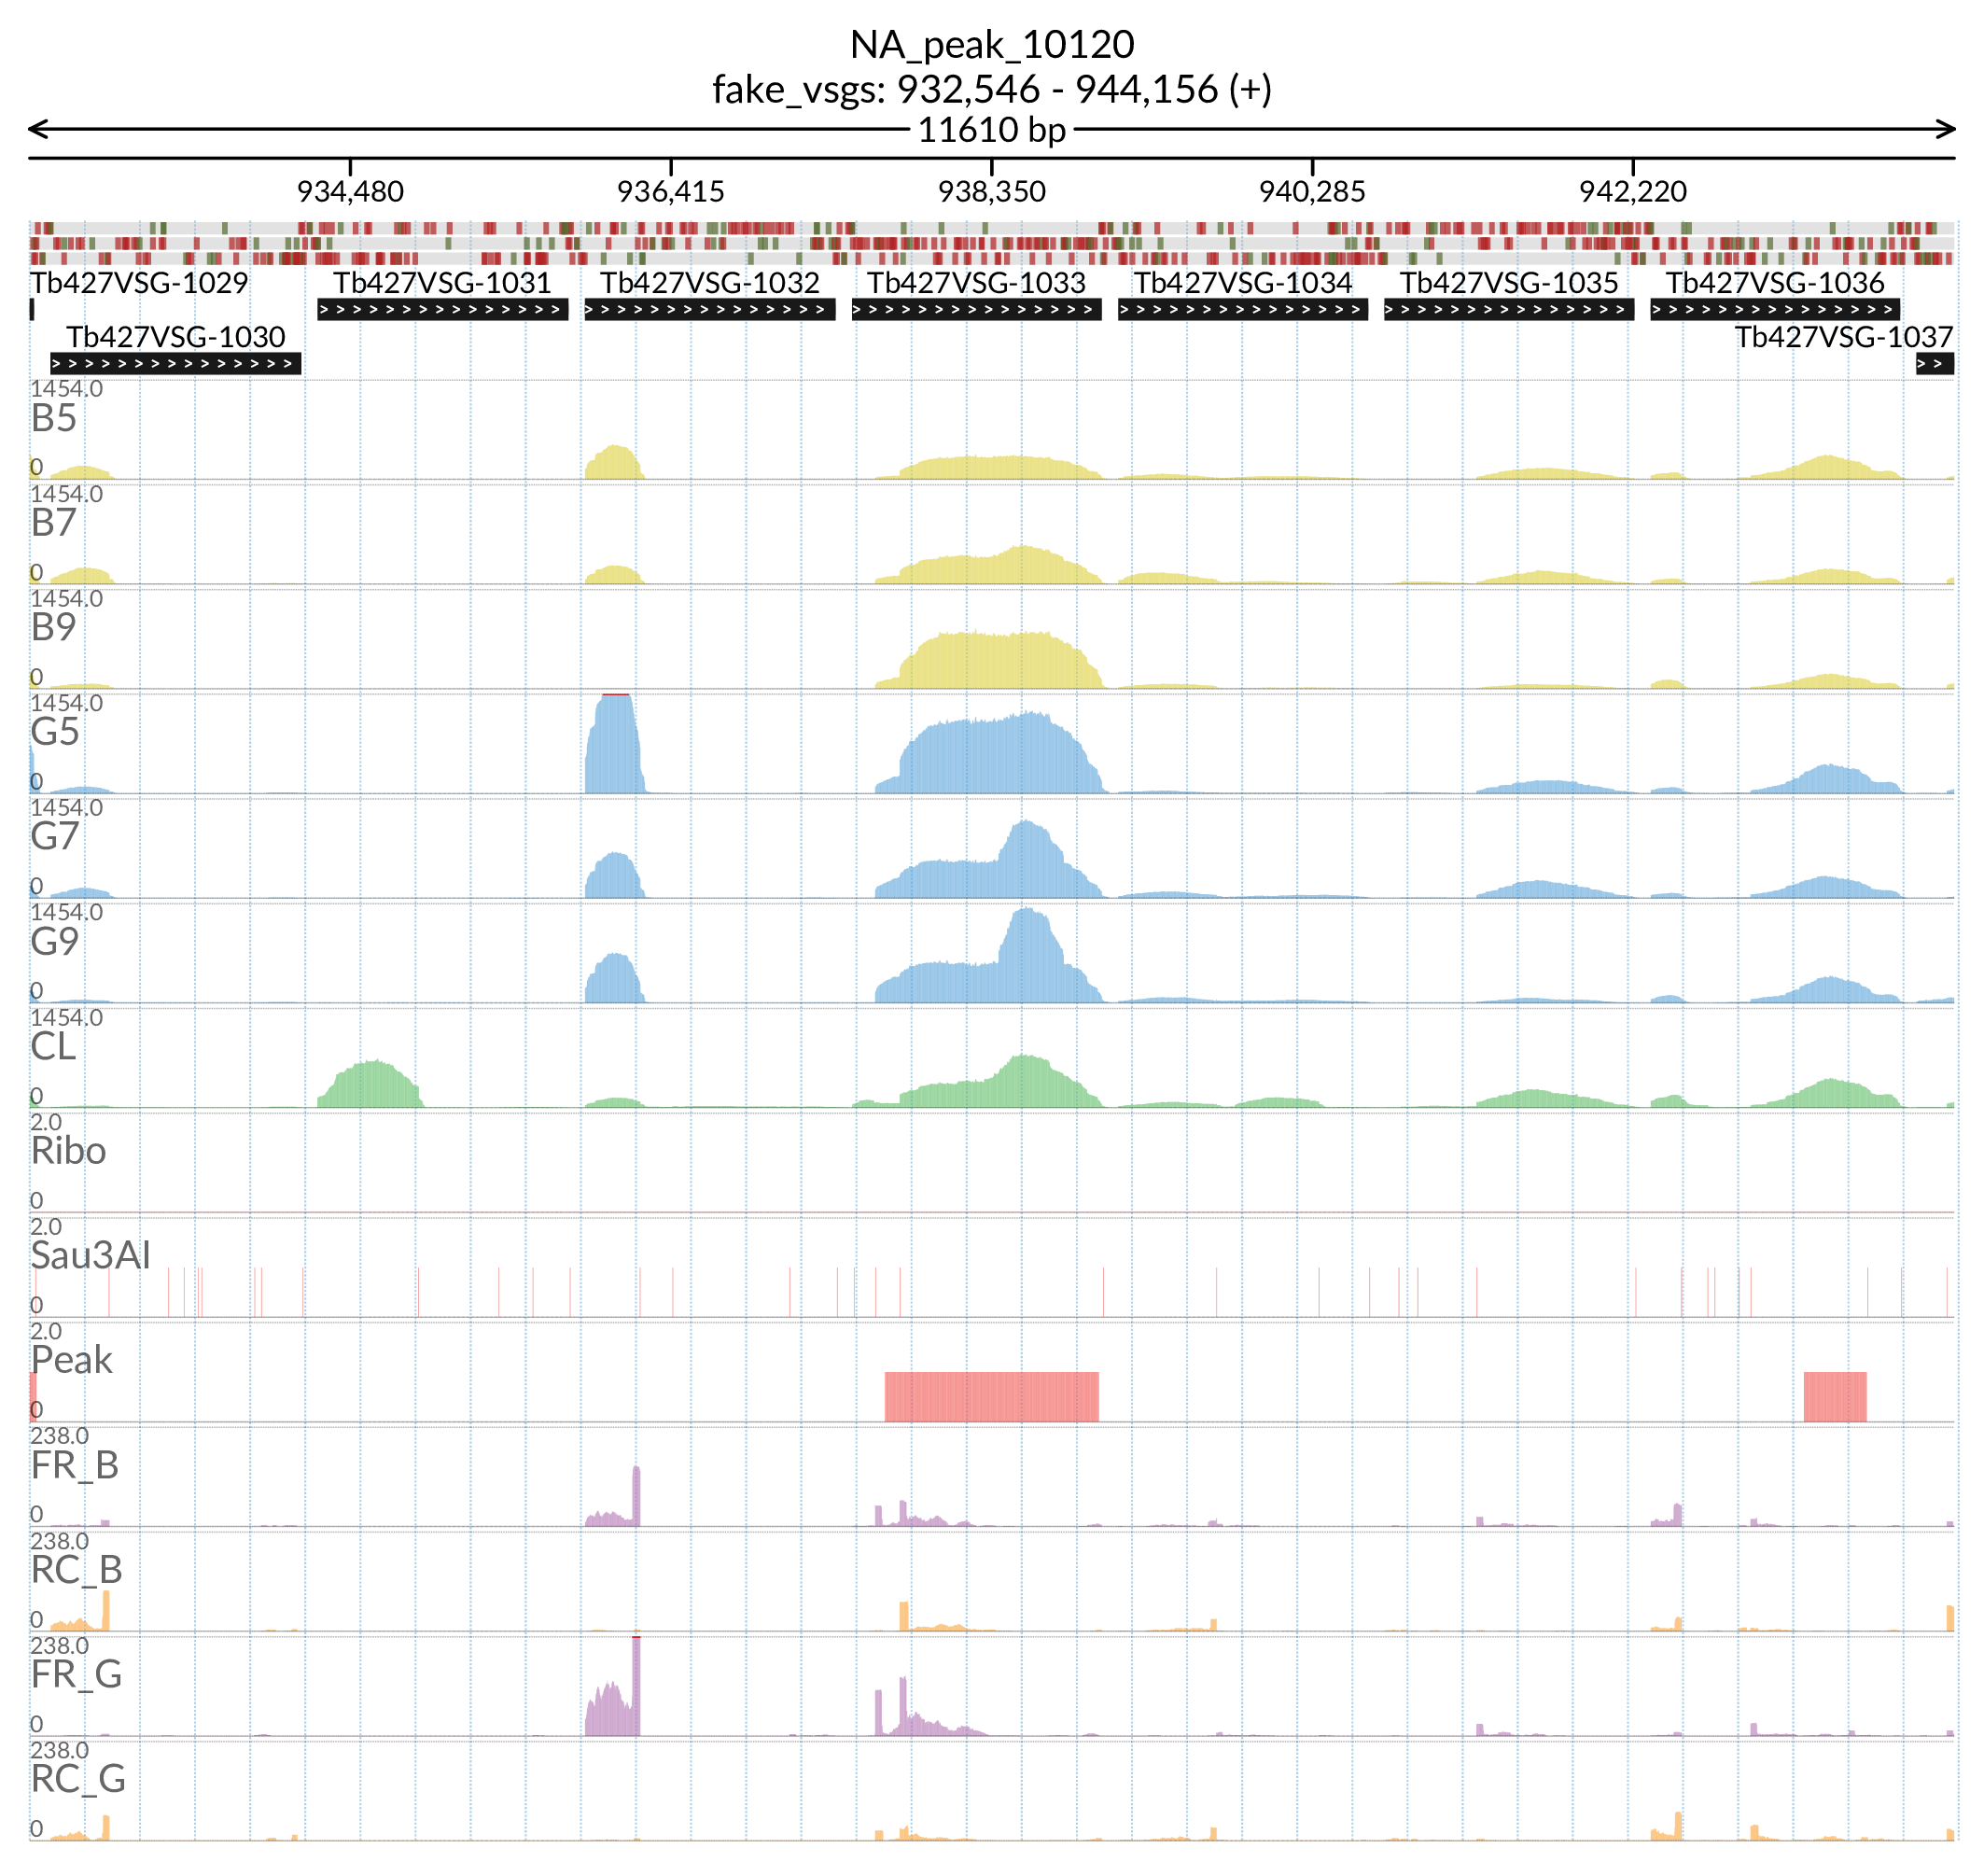 NA_peak_10120
fake_vsgs: 932,546 - 944,156 (+)
11610 bp
934,480 936,415 938,350 940,285 942,220
Tb427VSG-1029 Tb427VSG-1031 Tb427VSG-1032 Tb427VSG-1033 Tb427VSG-1034 Tb427VSG-1035 Tb427VSG-1036
Tb427VSG-1030 Tb427VSG-1037
1454.0
B5
0
1454.0
B7
0
1454.0
B9
0
1454.0
G5
0
1454.0
G7
0
1454.0
G9
0
1454.0
CL
0
2.0
Ribo
0
2.0
Sau3AI
0
2.0
Peak
0
238.0
FR_B
0
238.0
RC_B
0
238.0
FR_G
0
238.0
RC_G
0